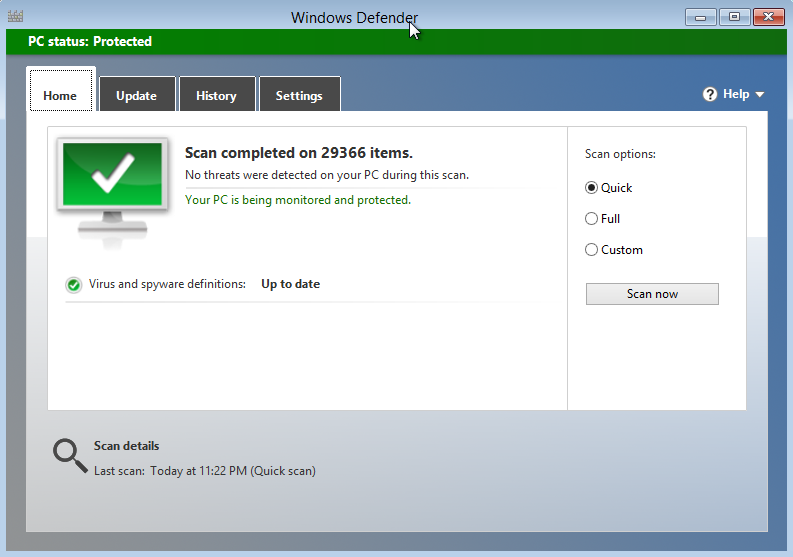 Windows Defender
PC status: Protected
Home Update History Settings Help
Scan completed on 29366 items.
No threats were detected on your PC during this scan.
Your PC is being monitored and protected.
Virus and spyware definitions: Up to date
Scan options:
Quick
Full
Custom
Scan now
Scan details
Last scan: Today at 11:22 PM (Quick scan)